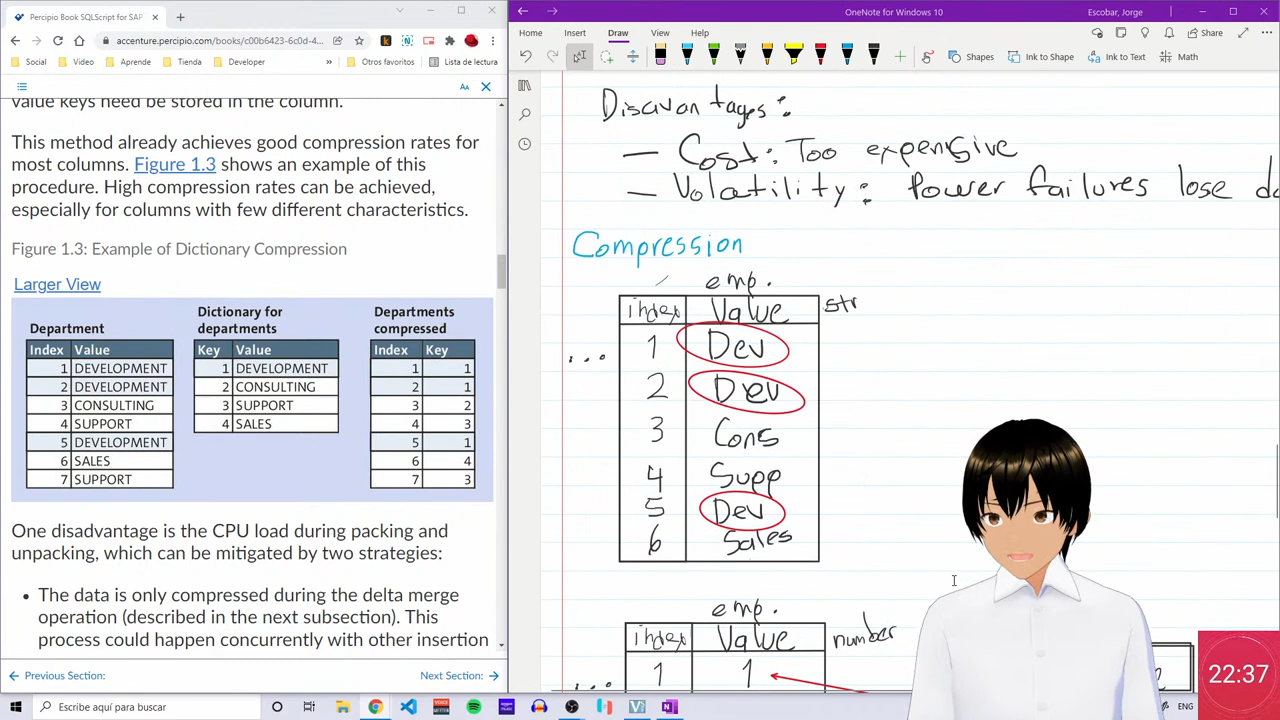 Percipio Book SQLScript for SAP
accenture.percipio.com/books/c00b6423-6c0d-4...
Social
Video
Aprender
Tienda
Developer
»
Otros favoritos
Lista de lectura
value keys need be stored in the column.
This method already achieves good compression rates for
most columns. Figure 1.3 shows an example of this
procedure. High compression rates can be achieved,
especially for columns with few different characteristics.
Figure 1.3: Example of Dictionary Compression
Larger View
Department
Index Value
1 DEVELOPMENT
2 DEVELOPMENT
3 CONSULTING
4 SUPPORT
5 DEVELOPMENT
6 SALES
7 SUPPORT
Dictionary for
departments
Key Value
1 DEVELOPMENT
2 CONSULTING
3 SUPPORT
4 SALES
Departments
compressed
Index Key
1 1
2 1
3 2
4 3
5 1
6 4
7 3
One disadvantage is the CPU load during packing and
unpacking, which can be mitigated by two strategies:
• The data is only compressed during the delta merge
operation (described in the next subsection). This
process could happen concurrently with other insertion
Previous Section:
Next Section:
OneNote for Windows 10
Escobar, Jorge
Home Insert Draw View Help
Share
Shapes
Ink to Shape
Ink to Text
Math
Disavantages:
— Cost: Too expensive
— Volatility: Power failures lose
Compression
emp.
index Value str
1 Dev
...
2 Dev
3 Cons
4 Supp
5 Dev
6 Sales
emp.
index Value number
1 1
...
22:37
Escribe aquí para buscar
ENG